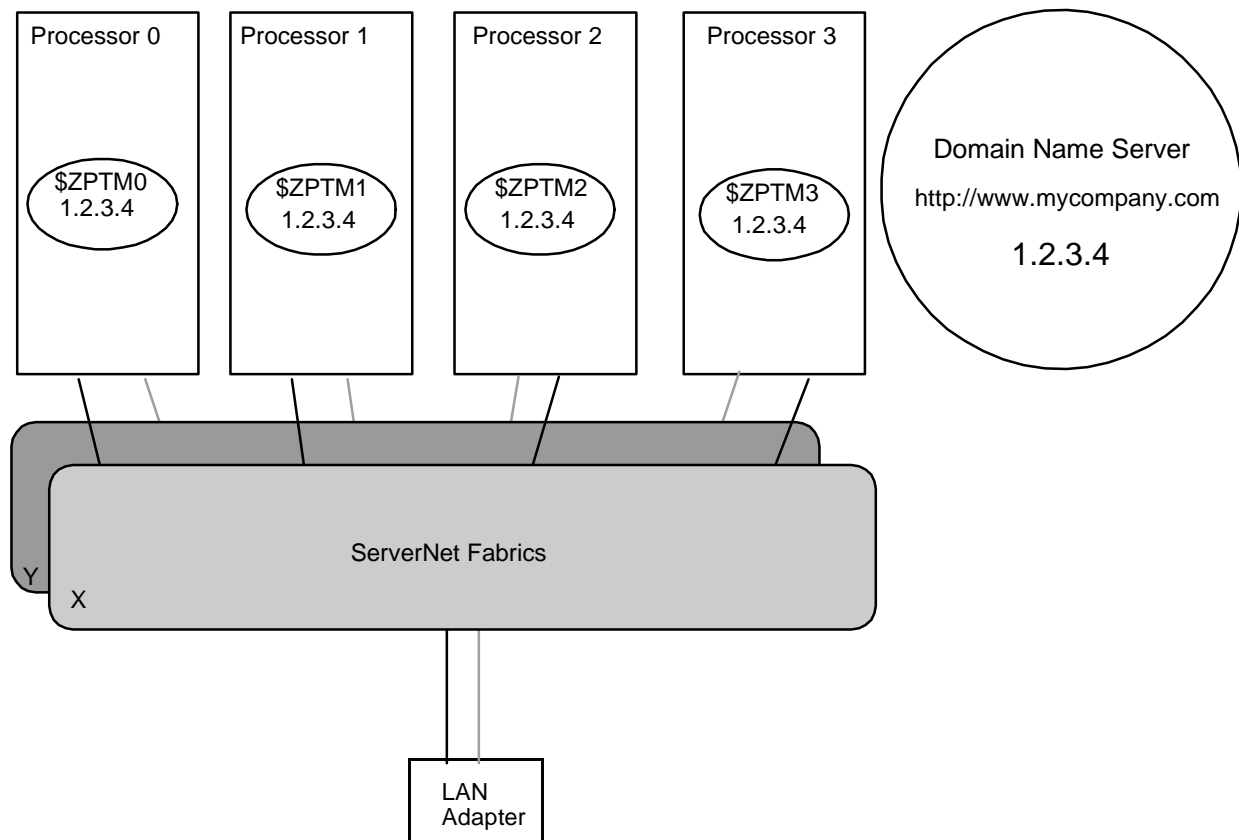 Processor 0
Processor 1
Processor 2
Processor 3
$ZPTM0
1.2.3.4
$ZPTM1
1.2.3.4
$ZPTM2
1.2.3.4
$ZPTM3
1.2.3.4
Domain Name Server
http://www.mycompany.com
1.2.3.4
ServerNet Fabrics
Y
X
LAN
Adapter